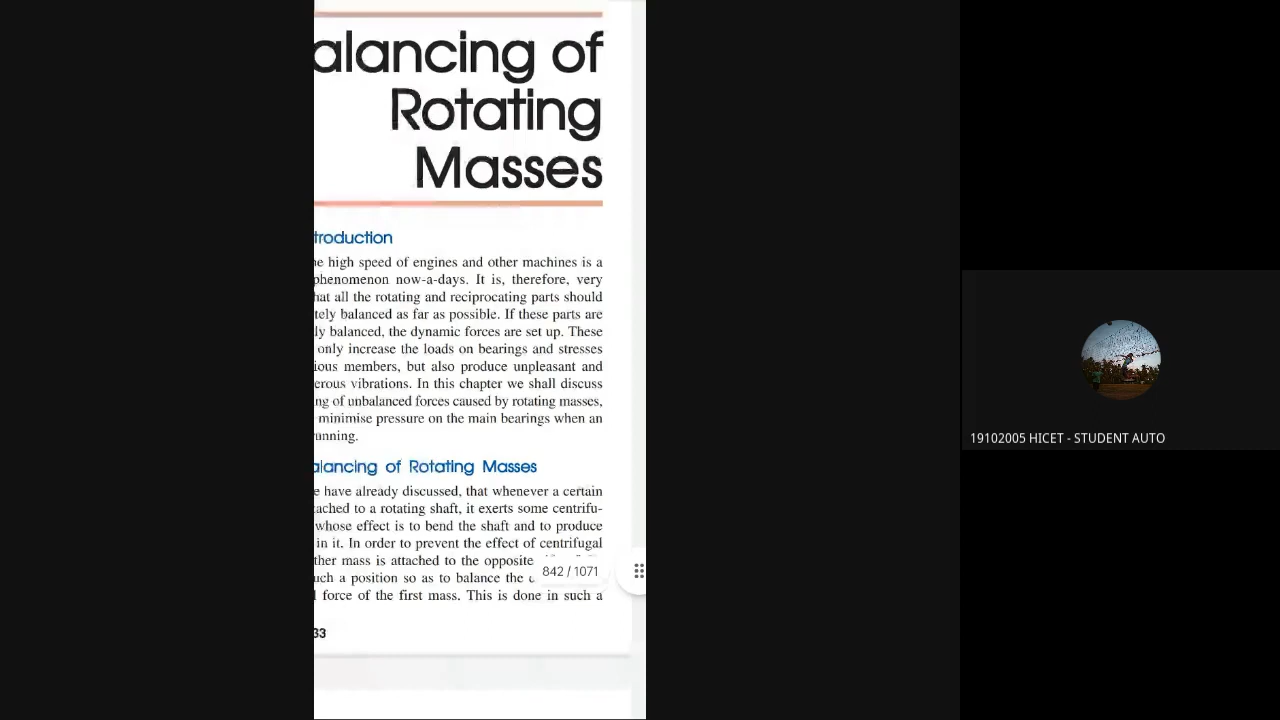 alancing of
Rotating
Masses
troduction
e high speed of engines and other machines is a
phenomenon now-a-days. It is, therefore, very
hat all the rotating and reciprocating parts should
tely balanced as far as possible. If these parts are
ly balanced, the dynamic forces are set up. These
only increase the loads on bearings and stresses
ious members, but also produce unpleasant and
erous vibrations. In this chapter we shall discuss
ng of unbalanced forces caused by rotating masses,
minimise pressure on the main bearings when an
unning.
alancing of Rotating Masses
e have already discussed, that whenever a certain
tached to a rotating shaft, it exerts some centrifu-
whose effect is to bend the shaft and to produce
in it. In order to prevent the effect of centrifugal
ther mass is attached to the opposite
uch a position so as to balance the
842 / 1071
force of the first mass. This is done in such a
33
19102005 HICET - STUDENT AUTO